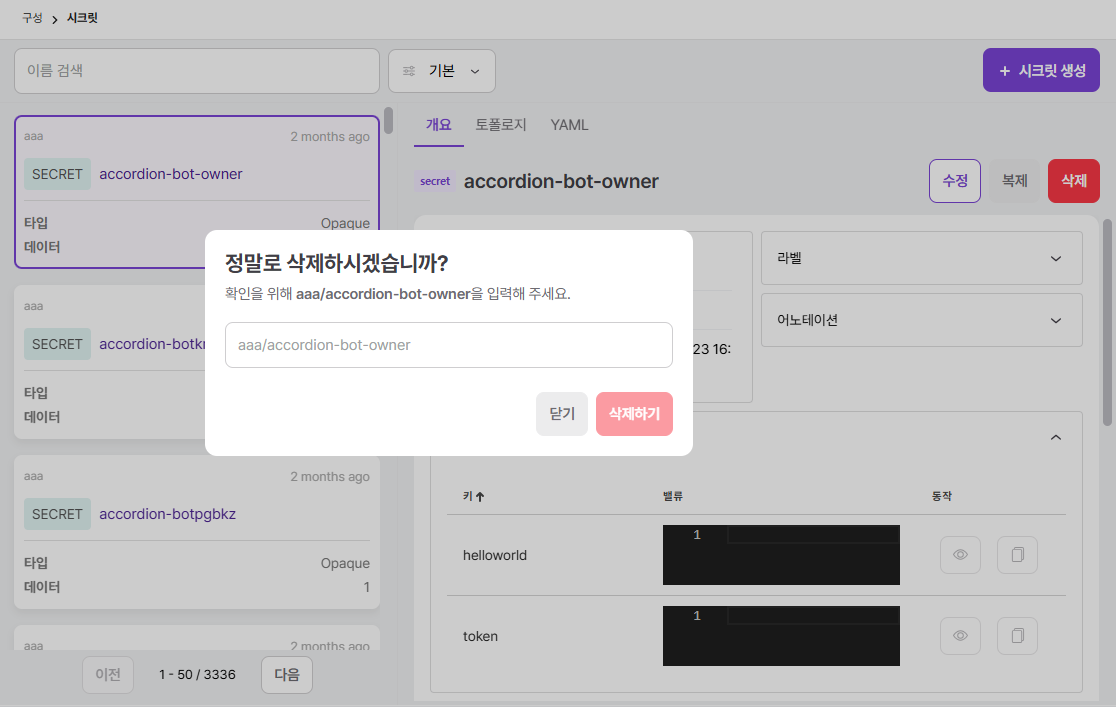 구성 > 시크릿
이름 검색
기본
+ 시크릿 생성
aaa
2 months ago
SECRET accordion-bot-owner
타입 Opaque
데이터
aaa
SECRET accordion-botk
타입
데이터
aaa
2 months ago
SECRET accordion-botpgbkz
타입 Opaque
데이터 1
aaa
2 months ago
이전 1 - 50 / 3336 다음
개요 토폴로지 YAML
secret accordion-bot-owner
수정 복제 삭제
라벨
어노테이션
23 16:
정말로 삭제하시겠습니까?
확인을 위해 aaa/accordion-bot-owner을 입력해 주세요.
aaa/accordion-bot-owner
닫기 삭제하기
키 밸류 동작
helloworld 1
token 1